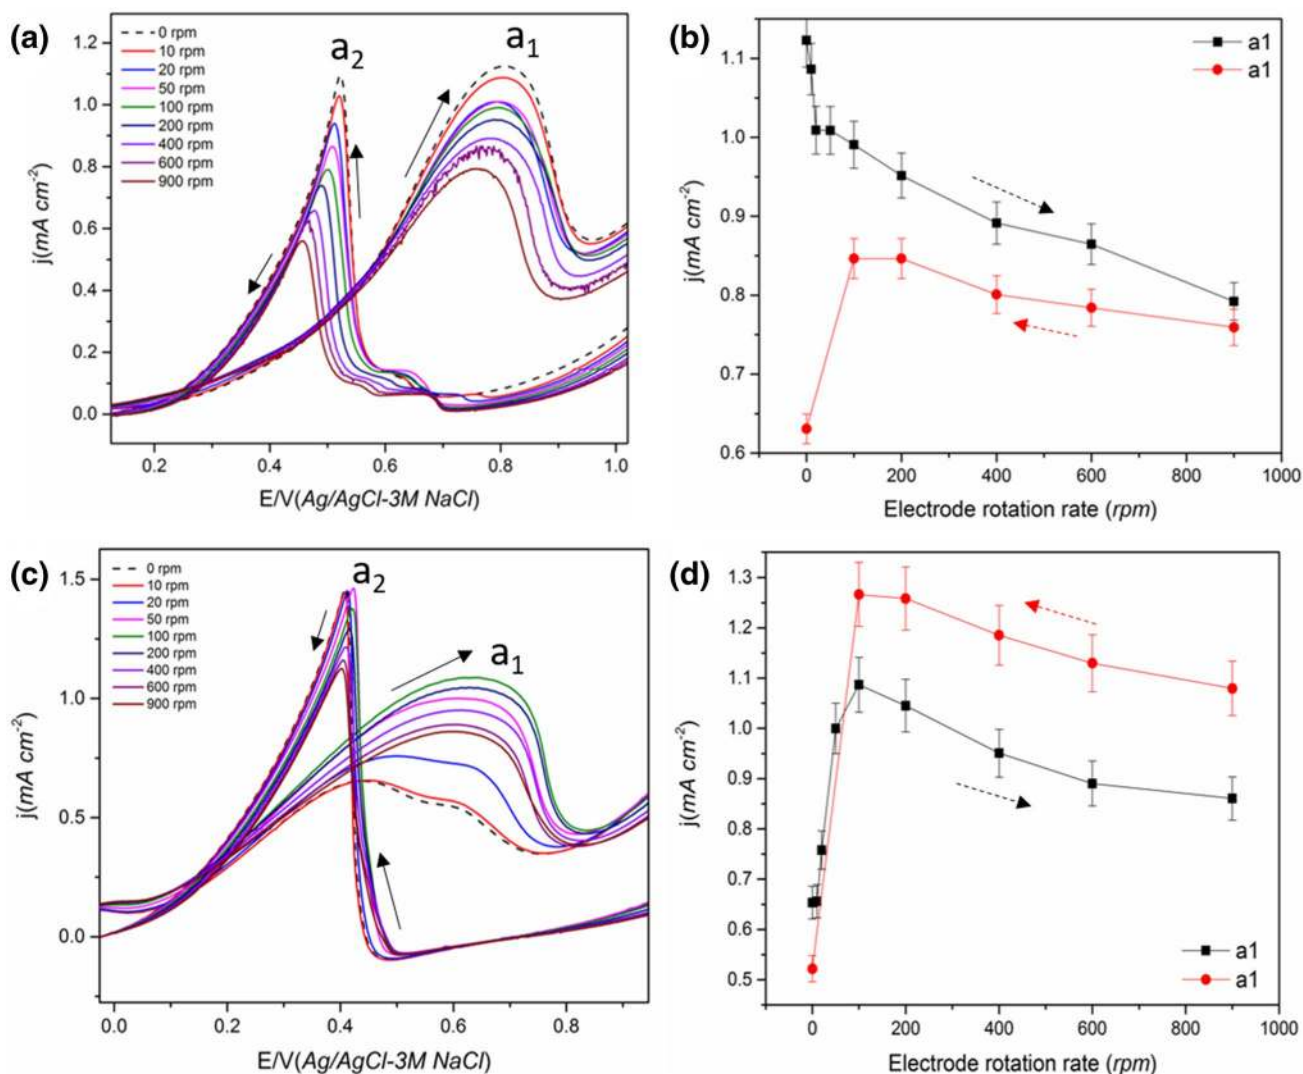 (a)
0 rpm
10 rpm
20 rpm
50 rpm
100 rpm
200 rpm
400 rpm
600 rpm
900 rpm
a2
a1
j(mA cm-2)
1.2
1.0
0.8
0.6
0.4
0.2
0.0
0.2
0.4
0.6
0.8
1.0
E/V(Ag/AgCl-3M NaCl)
(b)
a1
a1
j(mA cm-2)
1.1
1.0
0.9
0.8
0.7
0.6
0
200
400
600
800
1000
Electrode rotation rate (rpm)
(c)
0 rpm
10 rpm
20 rpm
50 rpm
100 rpm
200 rpm
400 rpm
600 rpm
900 rpm
a2
a1
j(mA cm-2)
1.5
1.0
0.5
0.0
0.0
0.2
0.4
0.6
0.8
E/V(Ag/AgCl-3M NaCl)
(d)
j(mA cm-2)
1.3
1.2
1.1
1.0
0.9
0.8
0.7
0.6
0.5
a1
a1
0
200
400
600
800
1000
Electrode rotation rate (rpm)